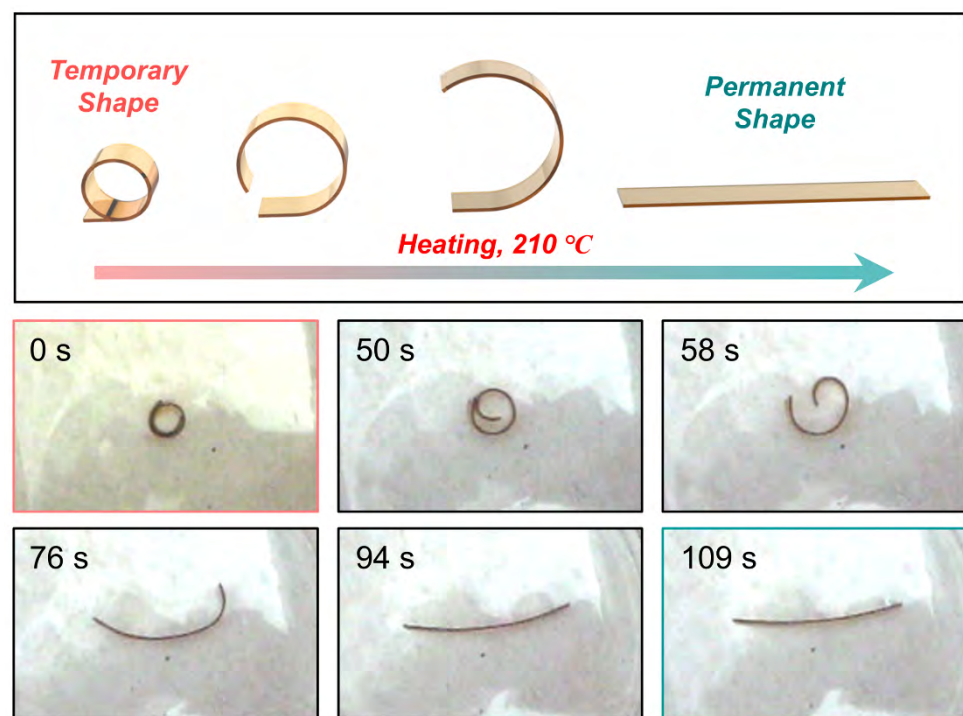 Temporary
Shape
Permanent
Shape
Heating, 210 °C
0 s
50 s
58 s
76 s
94 s
109 s